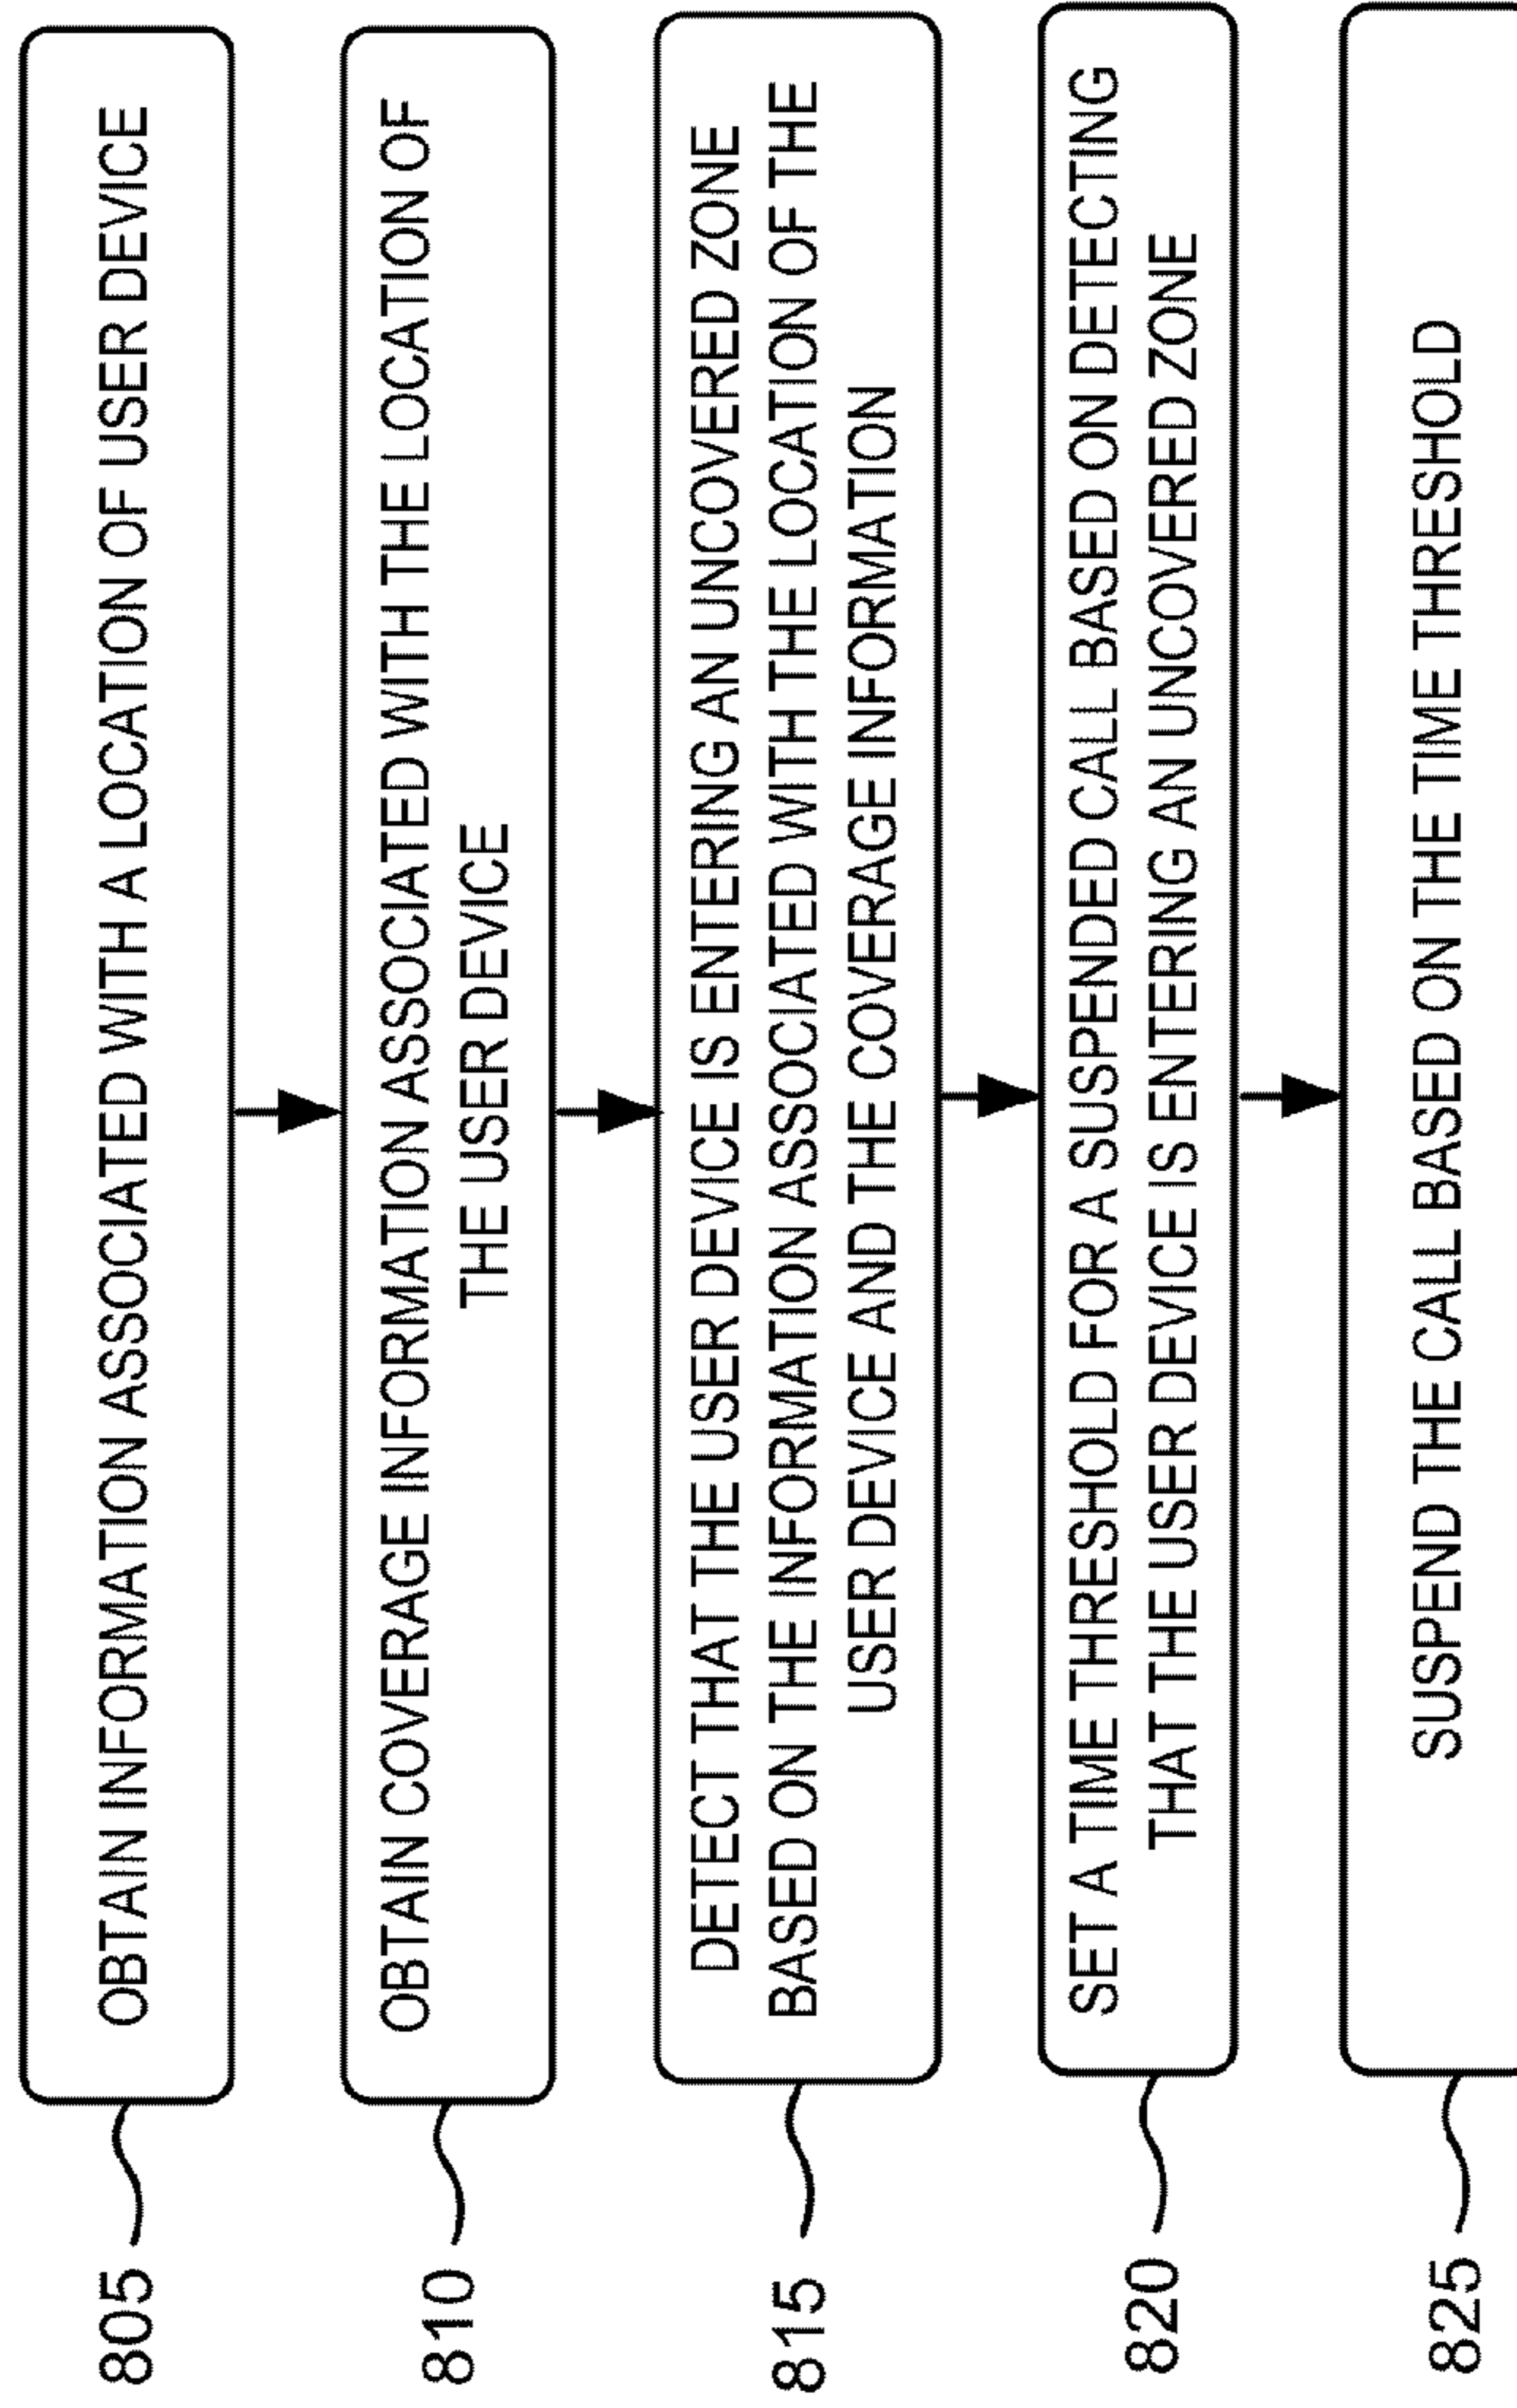 805
OBTAIN INFORMATION ASSOCIATED WITH A LOCATION OF USER DEVICE
810
OBTAIN COVERAGE INFORMATION ASSOCIATED WITH THE LOCATION OF
THE USER DEVICE
815
DETECT THAT THE USER DEVICE IS ENTERING AN UNCOVERED ZONE
BASED ON THE INFORMATION ASSOCIATED WITH THE LOCATION OF THE
USER DEVICE AND THE COVERAGE INFORMATION
820
SET A TIME THRESHOLD FOR A SUSPENDED CALL BASED ON DETECTING
THAT THE USER DEVICE IS ENTERING AN UNCOVERED ZONE
825
SUSPEND THE CALL BASED ON THE TIME THRESHOLD